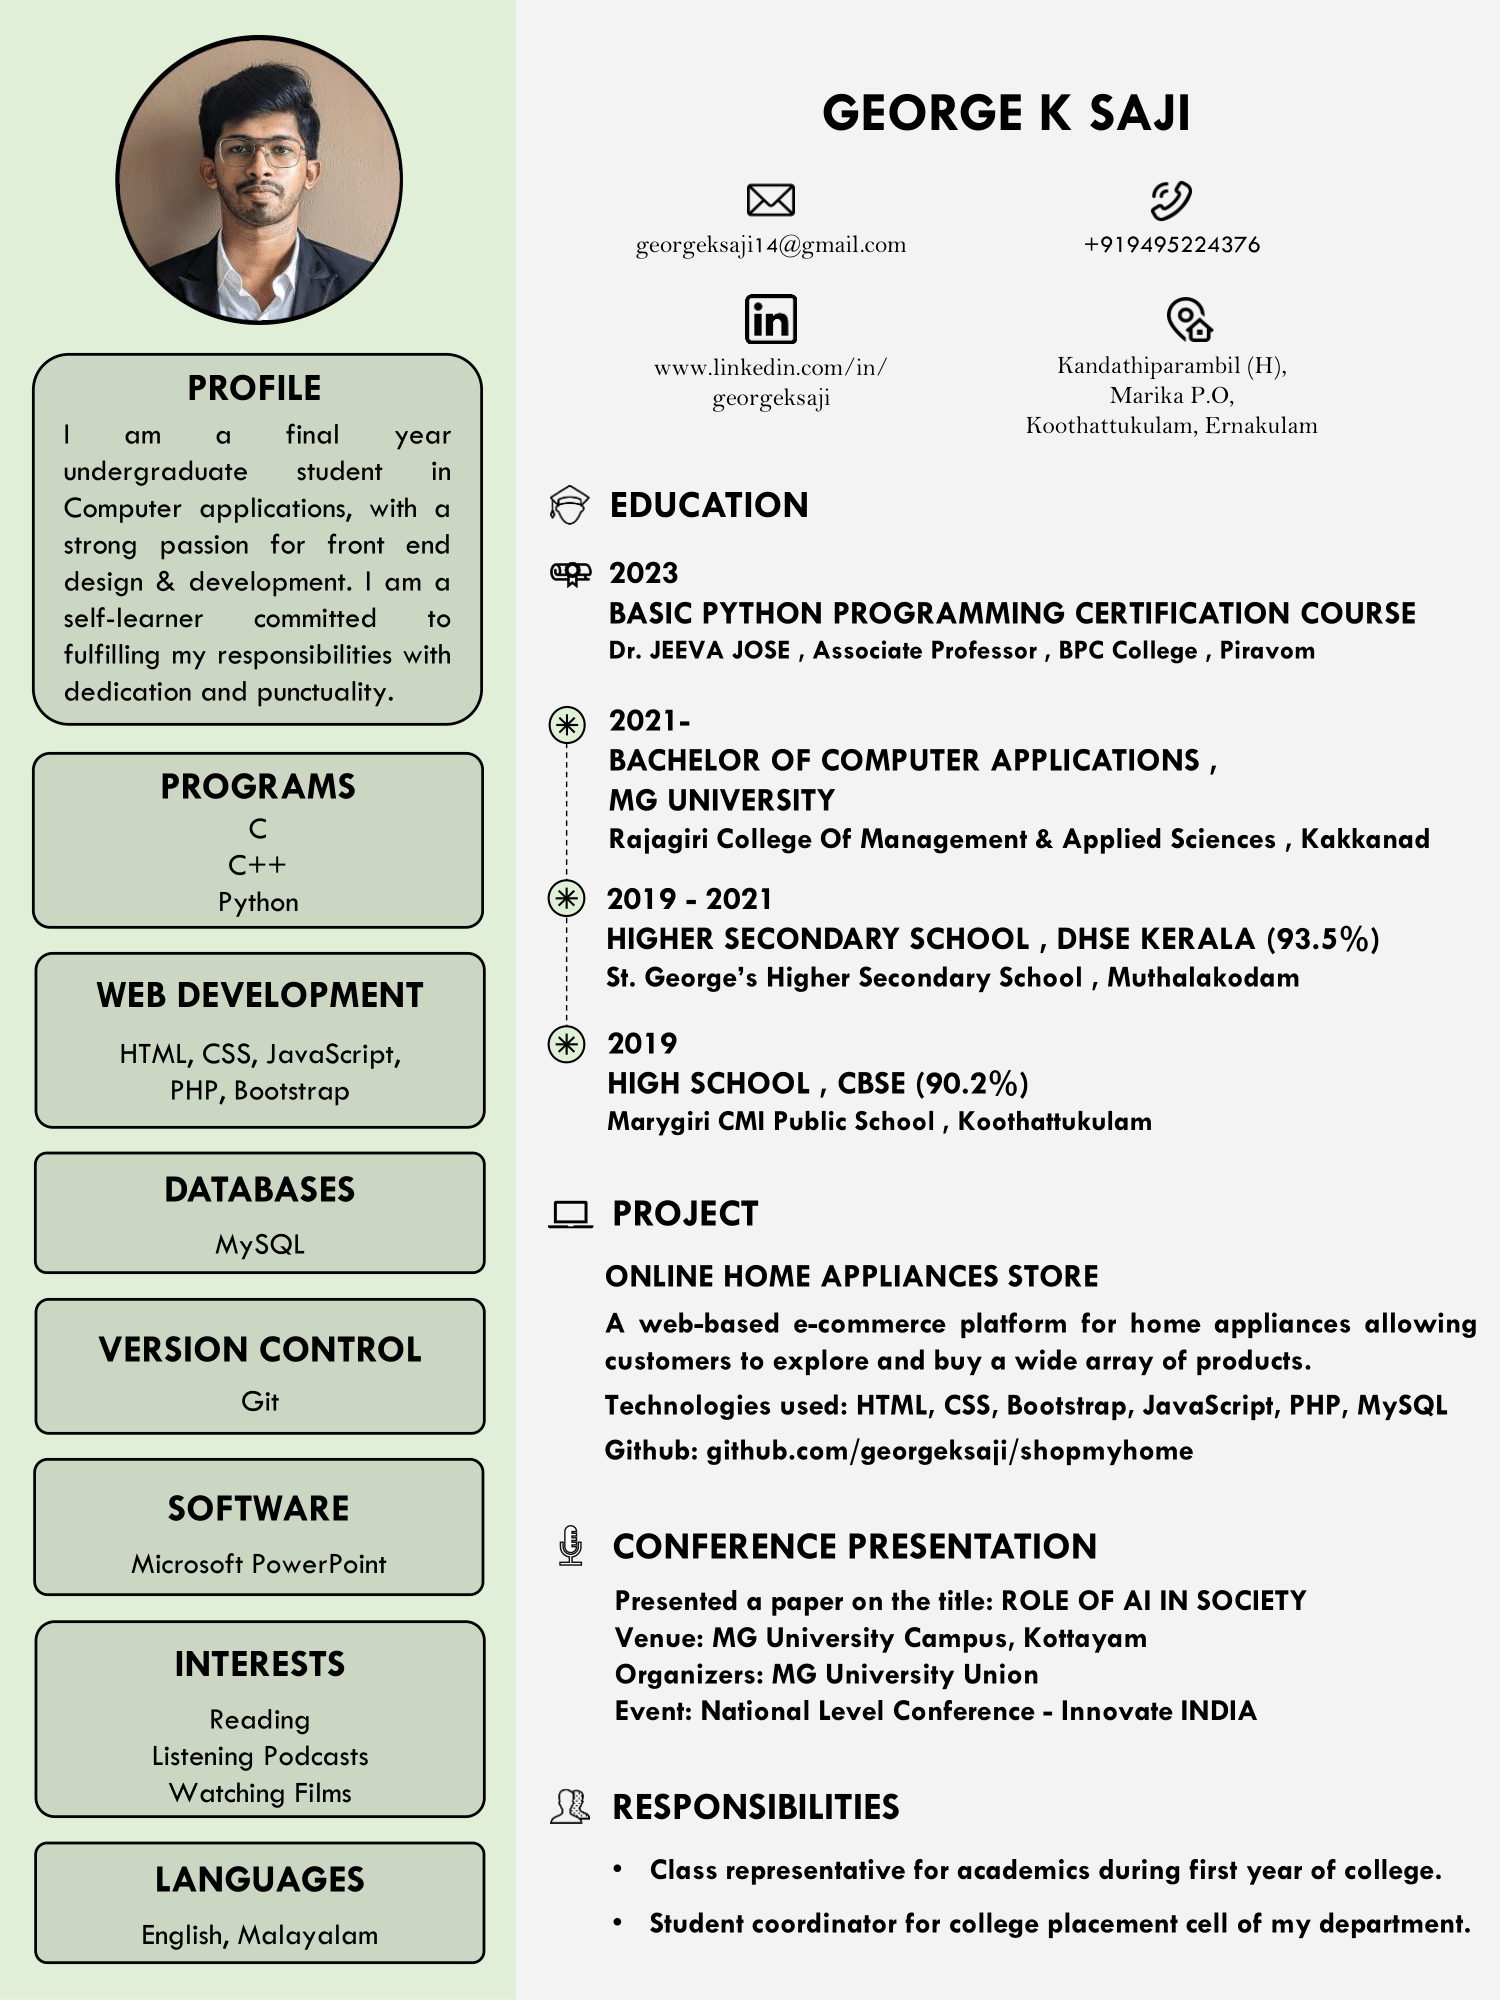 GEORGE K SAJI
georgeksaji14@gmail.com
+919495224376
in
www.linkedin.com/in/
georgeksaji
Kandathiparambil (H),
Marika P.O,
Koothattukulam, Ernakulam
PROFILE
I am a final year
undergraduate student in
Computer applications, with a
strong passion for front end
design & development. I am a
self-learner committed to
fulfilling my responsibilities with
dedication and punctuality.
PROGRAMS
C
C++
Python
WEB DEVELOPMENT
HTML, CSS, JavaScript,
PHP, Bootstrap
DATABASES
MySQL
VERSION CONTROL
Git
SOFTWARE
Microsoft PowerPoint
INTERESTS
Reading
Listening Podcasts
Watching Films
LANGUAGES
English, Malayalam
EDUCATION
2023
BASIC PYTHON PROGRAMMING CERTIFICATION COURSE
Dr. JEEVA JOSE , Associate Professor , BPC College , Piravom
2021-
BACHELOR OF COMPUTER APPLICATIONS ,
MG UNIVERSITY
Rajagiri College Of Management & Applied Sciences , Kakkanad
2019 - 2021
HIGHER SECONDARY SCHOOL , DHSE KERALA (93.5%)
St. George’s Higher Secondary School , Muthalakodam
2019
HIGH SCHOOL , CBSE (90.2%)
Marygiri CMI Public School , Koothattukulam
PROJECT
ONLINE HOME APPLIANCES STORE
A web-based e-commerce platform for home appliances allowing
customers to explore and buy a wide array of products.
Technologies used: HTML, CSS, Bootstrap, JavaScript, PHP, MySQL
Github: github.com/georgeksaji/shopmyhome
CONFERENCE PRESENTATION
Presented a paper on the title: ROLE OF AI IN SOCIETY
Venue: MG University Campus, Kottayam
Organizers: MG University Union
Event: National Level Conference - Innovate INDIA
RESPONSIBILITIES
• Class representative for academics during first year of college.
• Student coordinator for college placement cell of my department.